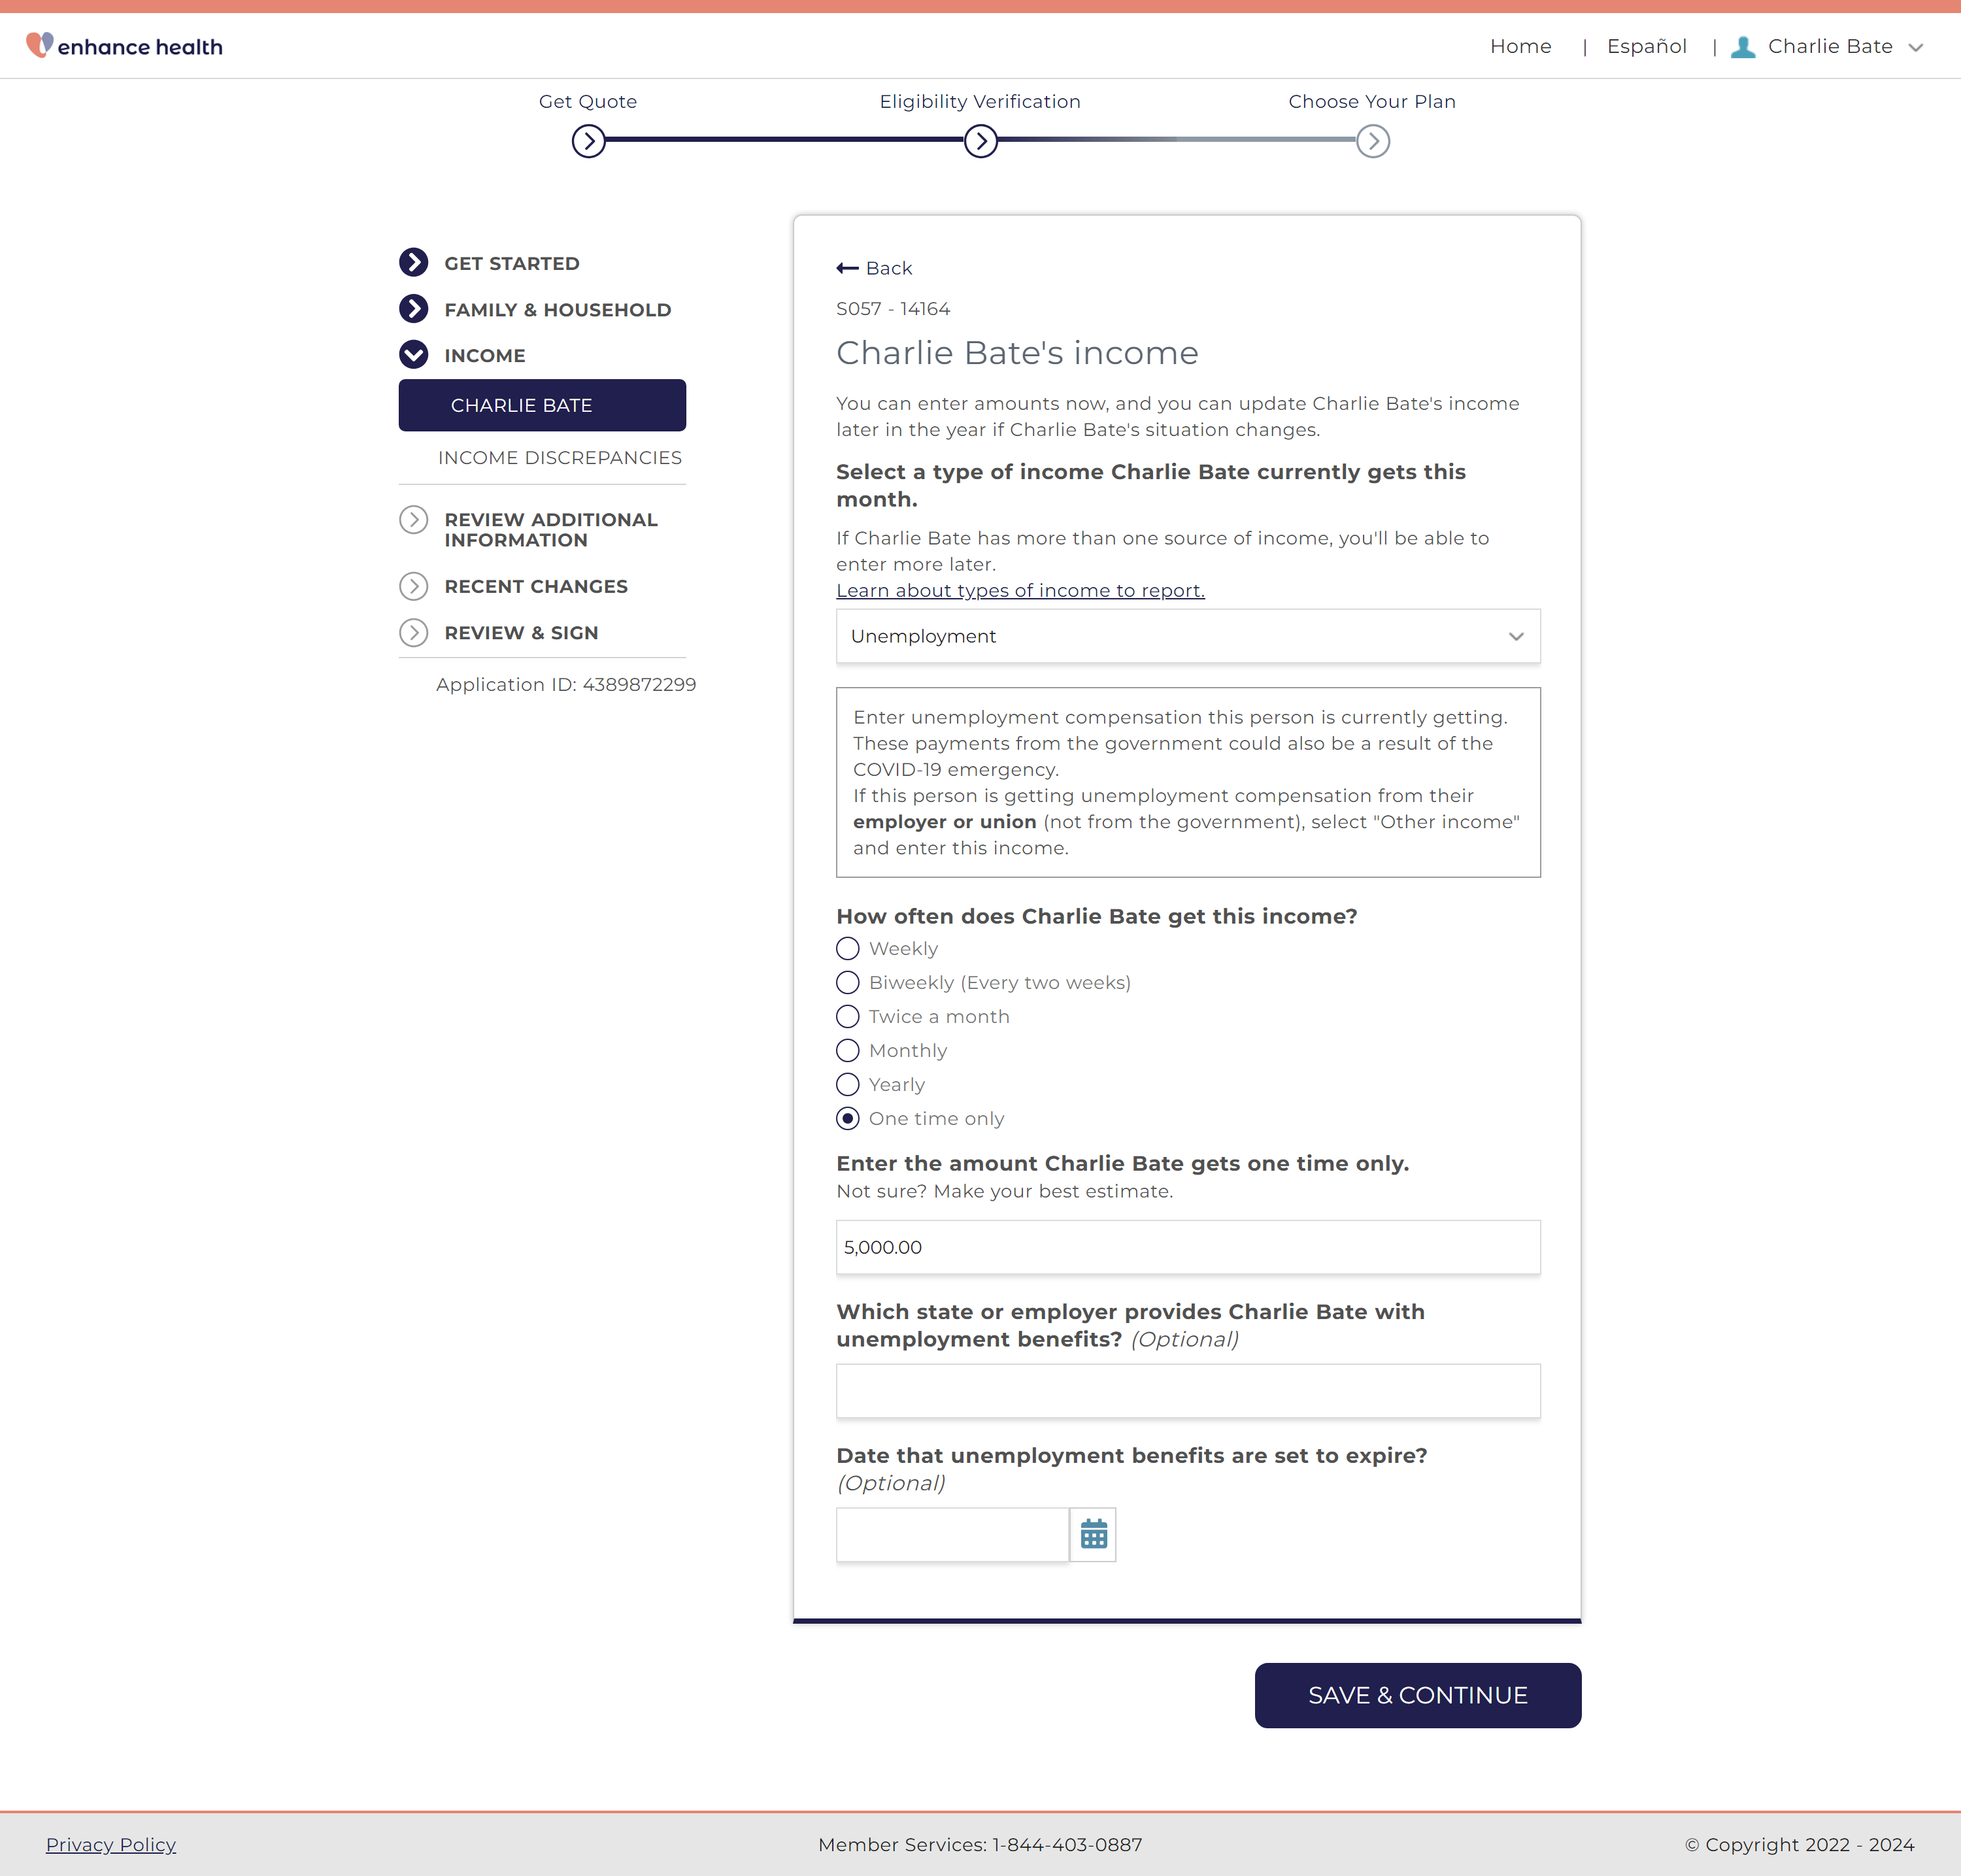 enhance health
Home | Español | Charlie Bate
Get Quote
Eligibility Verification
Choose Your Plan
GET STARTED
FAMILY & HOUSEHOLD
INCOME
CHARLIE BATE
INCOME DISCREPANCIES
REVIEW ADDITIONAL
INFORMATION
RECENT CHANGES
REVIEW & SIGN
Application ID: 4389872299
Back
S057 - 14164
Charlie Bate's income
You can enter amounts now, and you can update Charlie Bate's income
later in the year if Charlie Bate's situation changes.
Select a type of income Charlie Bate currently gets this
month.
If Charlie Bate has more than one source of income, you'll be able to
enter more later.
Learn about types of income to report.
Unemployment
Enter unemployment compensation this person is currently getting.
These payments from the government could also be a result of the
COVID-19 emergency.
If this person is getting unemployment compensation from their
employer or union (not from the government), select "Other income"
and enter this income.
How often does Charlie Bate get this income?
Weekly
Biweekly (Every two weeks)
Twice a month
Monthly
Yearly
One time only
Enter the amount Charlie Bate gets one time only.
Not sure? Make your best estimate.
5,000.00
Which state or employer provides Charlie Bate with
unemployment benefits? (Optional)
Date that unemployment benefits are set to expire?
(Optional)
SAVE & CONTINUE
Privacy Policy
Member Services: 1-844-403-0887
© Copyright 2022 - 2024